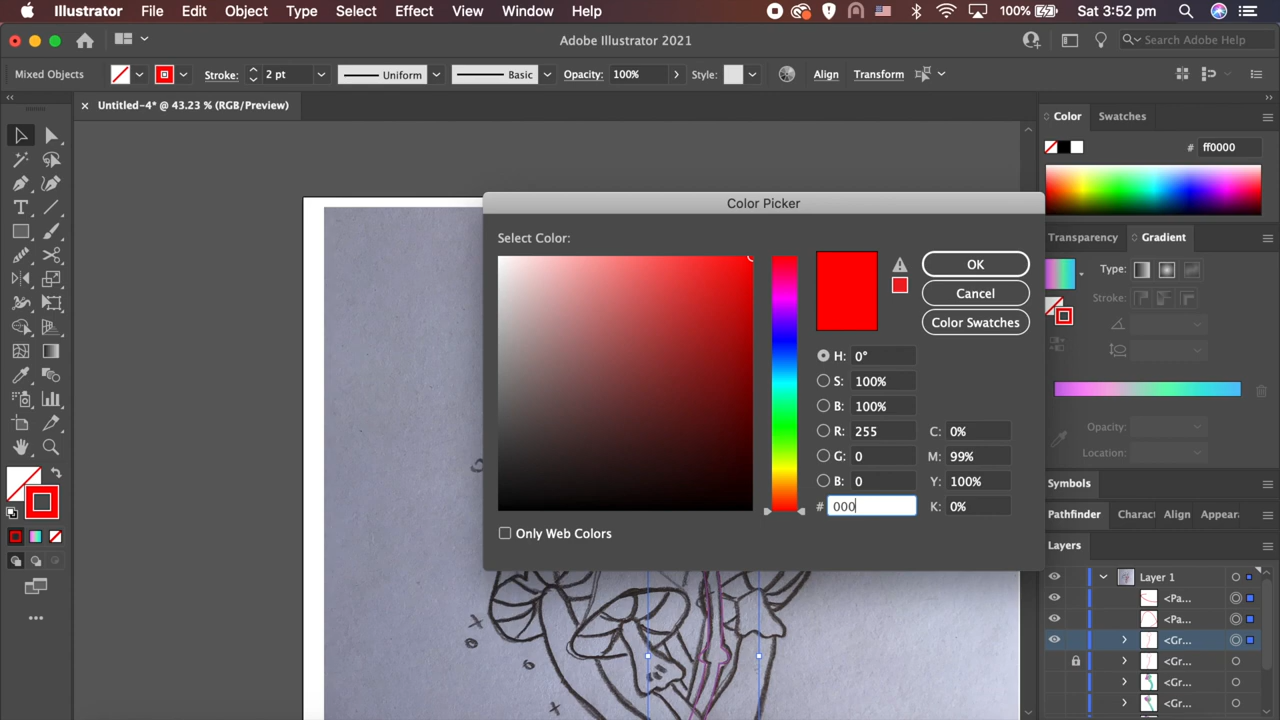 Illustrator File Edit Object Type Select Effect View Window Help 100% Sat 3:52 pm
Adobe Illustrator 2021
Search Adobe Help
Mixed Objects Stroke: 2 pt Uniform Basic Opacity: 100% Style: Align Transform
Untitled-4* @ 43.23 % (RGB/Preview)
Color Swatches
# ff0000
Color Picker
Select Color:
OK
Cancel
Color Swatches
H: 0°
S: 100%
B: 100%
R: 255 C: 0%
G: 0 M: 99%
B: 0 Y: 100%
# 000 K: 0%
Only Web Colors
Transparency Gradient
Type:
Stroke:
Opacity:
Location:
Symbols
Pathfinder Charact Align Appear
Layers
Layer 1
<Pa...
<Pa...
<Gr...
<Gr...
<Gr...
<Gr...